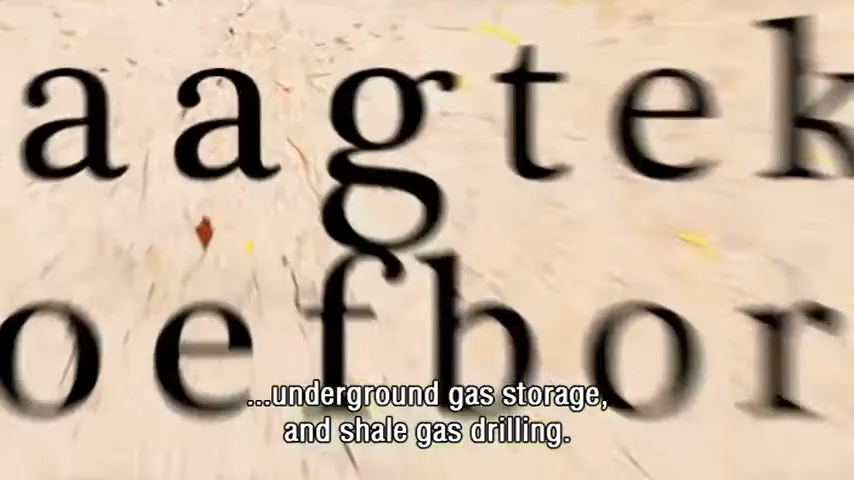 aagtek
oefbor
...underground gas storage,
and shale gas drilling.